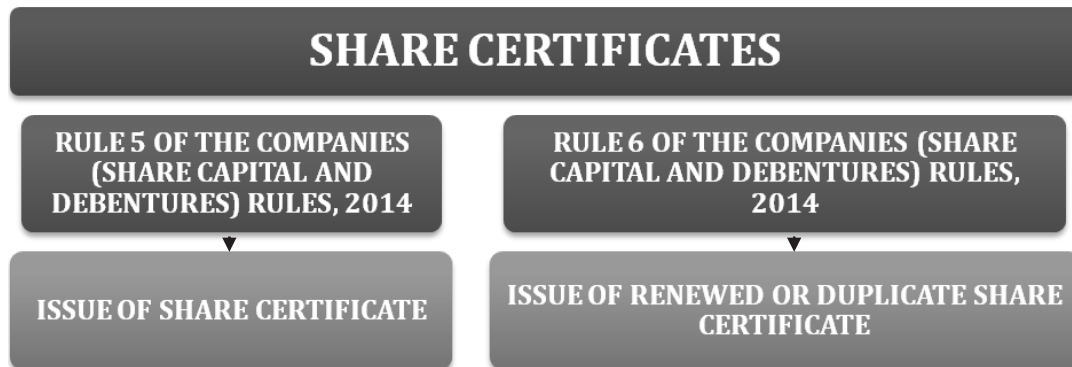 SHARE CERTIFICATES
RULE 5 OF THE COMPANIES
(SHARE CAPITAL AND
DEBENTURES) RULES, 2014
RULE 6 OF THE COMPANIES (SHARE
CAPITAL AND DEBENTURES) RULES,
2014
ISSUE OF SHARE CERTIFICATE
ISSUE OF RENEWED OR DUPLICATE SHARE
CERTIFICATE